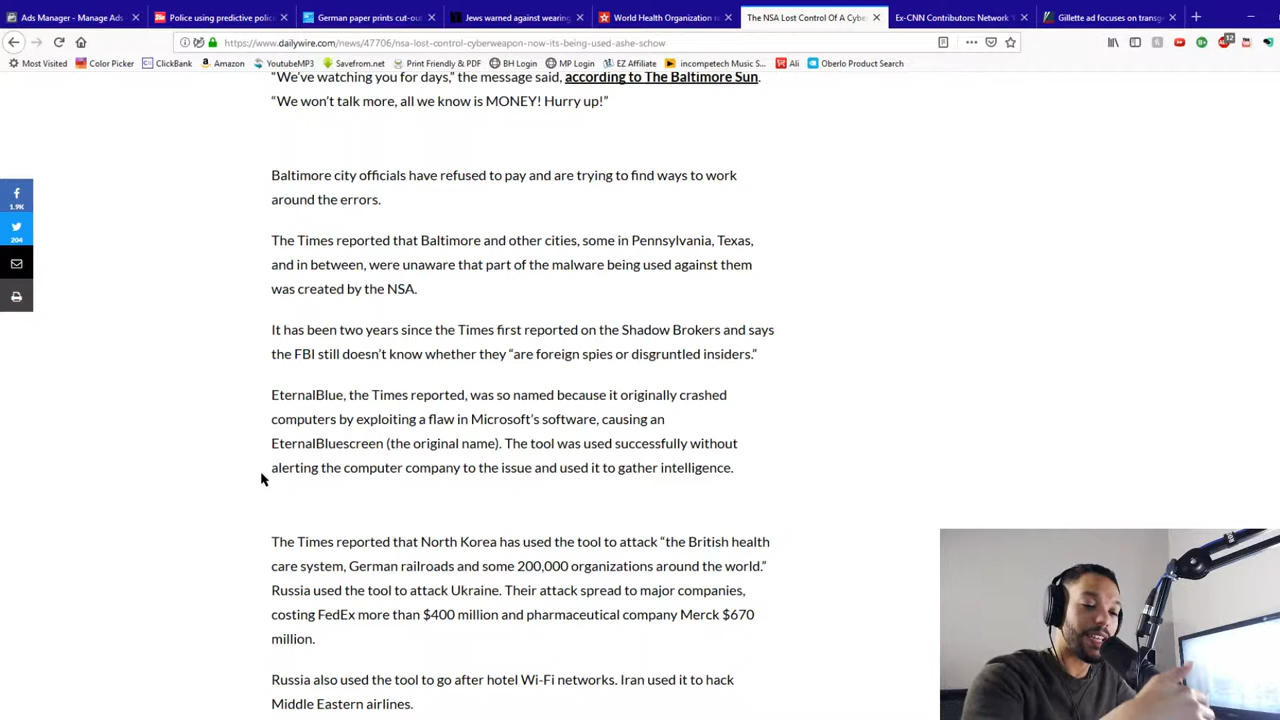 Ads Manager - Manage Ads
Police using predictive polic
German paper prints cut-out
Jews warned against wearing
World Health Organization r
The NSA Lost Control Of A Cybe
Ex-CNN Contributors: Network
Gillette ad focuses on transg
https://www.dailywire.com/news/47706/nsa-lost-control-cyberweapon-now-its-being-used-ashe-schow
12
Most Visited
Color Picker
ClickBank
Amazon
YoutubeMP3
Savefrom.net
Print Friendly & PDF
BH Login
MP Login
EZ Affiliate
incompetech Music S...
Ali
Oberlo Product Search
“We’ve watching you for days,” the message said, according to The Baltimore Sun.
“We won’t talk more, all we know is MONEY! Hurry up!”
Baltimore city officials have refused to pay and are trying to find ways to work
around the errors.
1.9K
204
The Times reported that Baltimore and other cities, some in Pennsylvania, Texas,
and in between, were unaware that part of the malware being used against them
was created by the NSA.
It has been two years since the Times first reported on the Shadow Brokers and says
the FBI still doesn’t know whether they “are foreign spies or disgruntled insiders.”
EternalBlue, the Times reported, was so named because it originally crashed
computers by exploiting a flaw in Microsoft’s software, causing an
EternalBluescreen (the original name). The tool was used successfully without
alerting the computer company to the issue and used it to gather intelligence.
The Times reported that North Korea has used the tool to attack “the British health
care system, German railroads and some 200,000 organizations around the world.”
Russia used the tool to attack Ukraine. Their attack spread to major companies,
costing FedEx more than $400 million and pharmaceutical company Merck $670
million.
Russia also used the tool to go after hotel Wi-Fi networks. Iran used it to hack
Middle Eastern airlines.